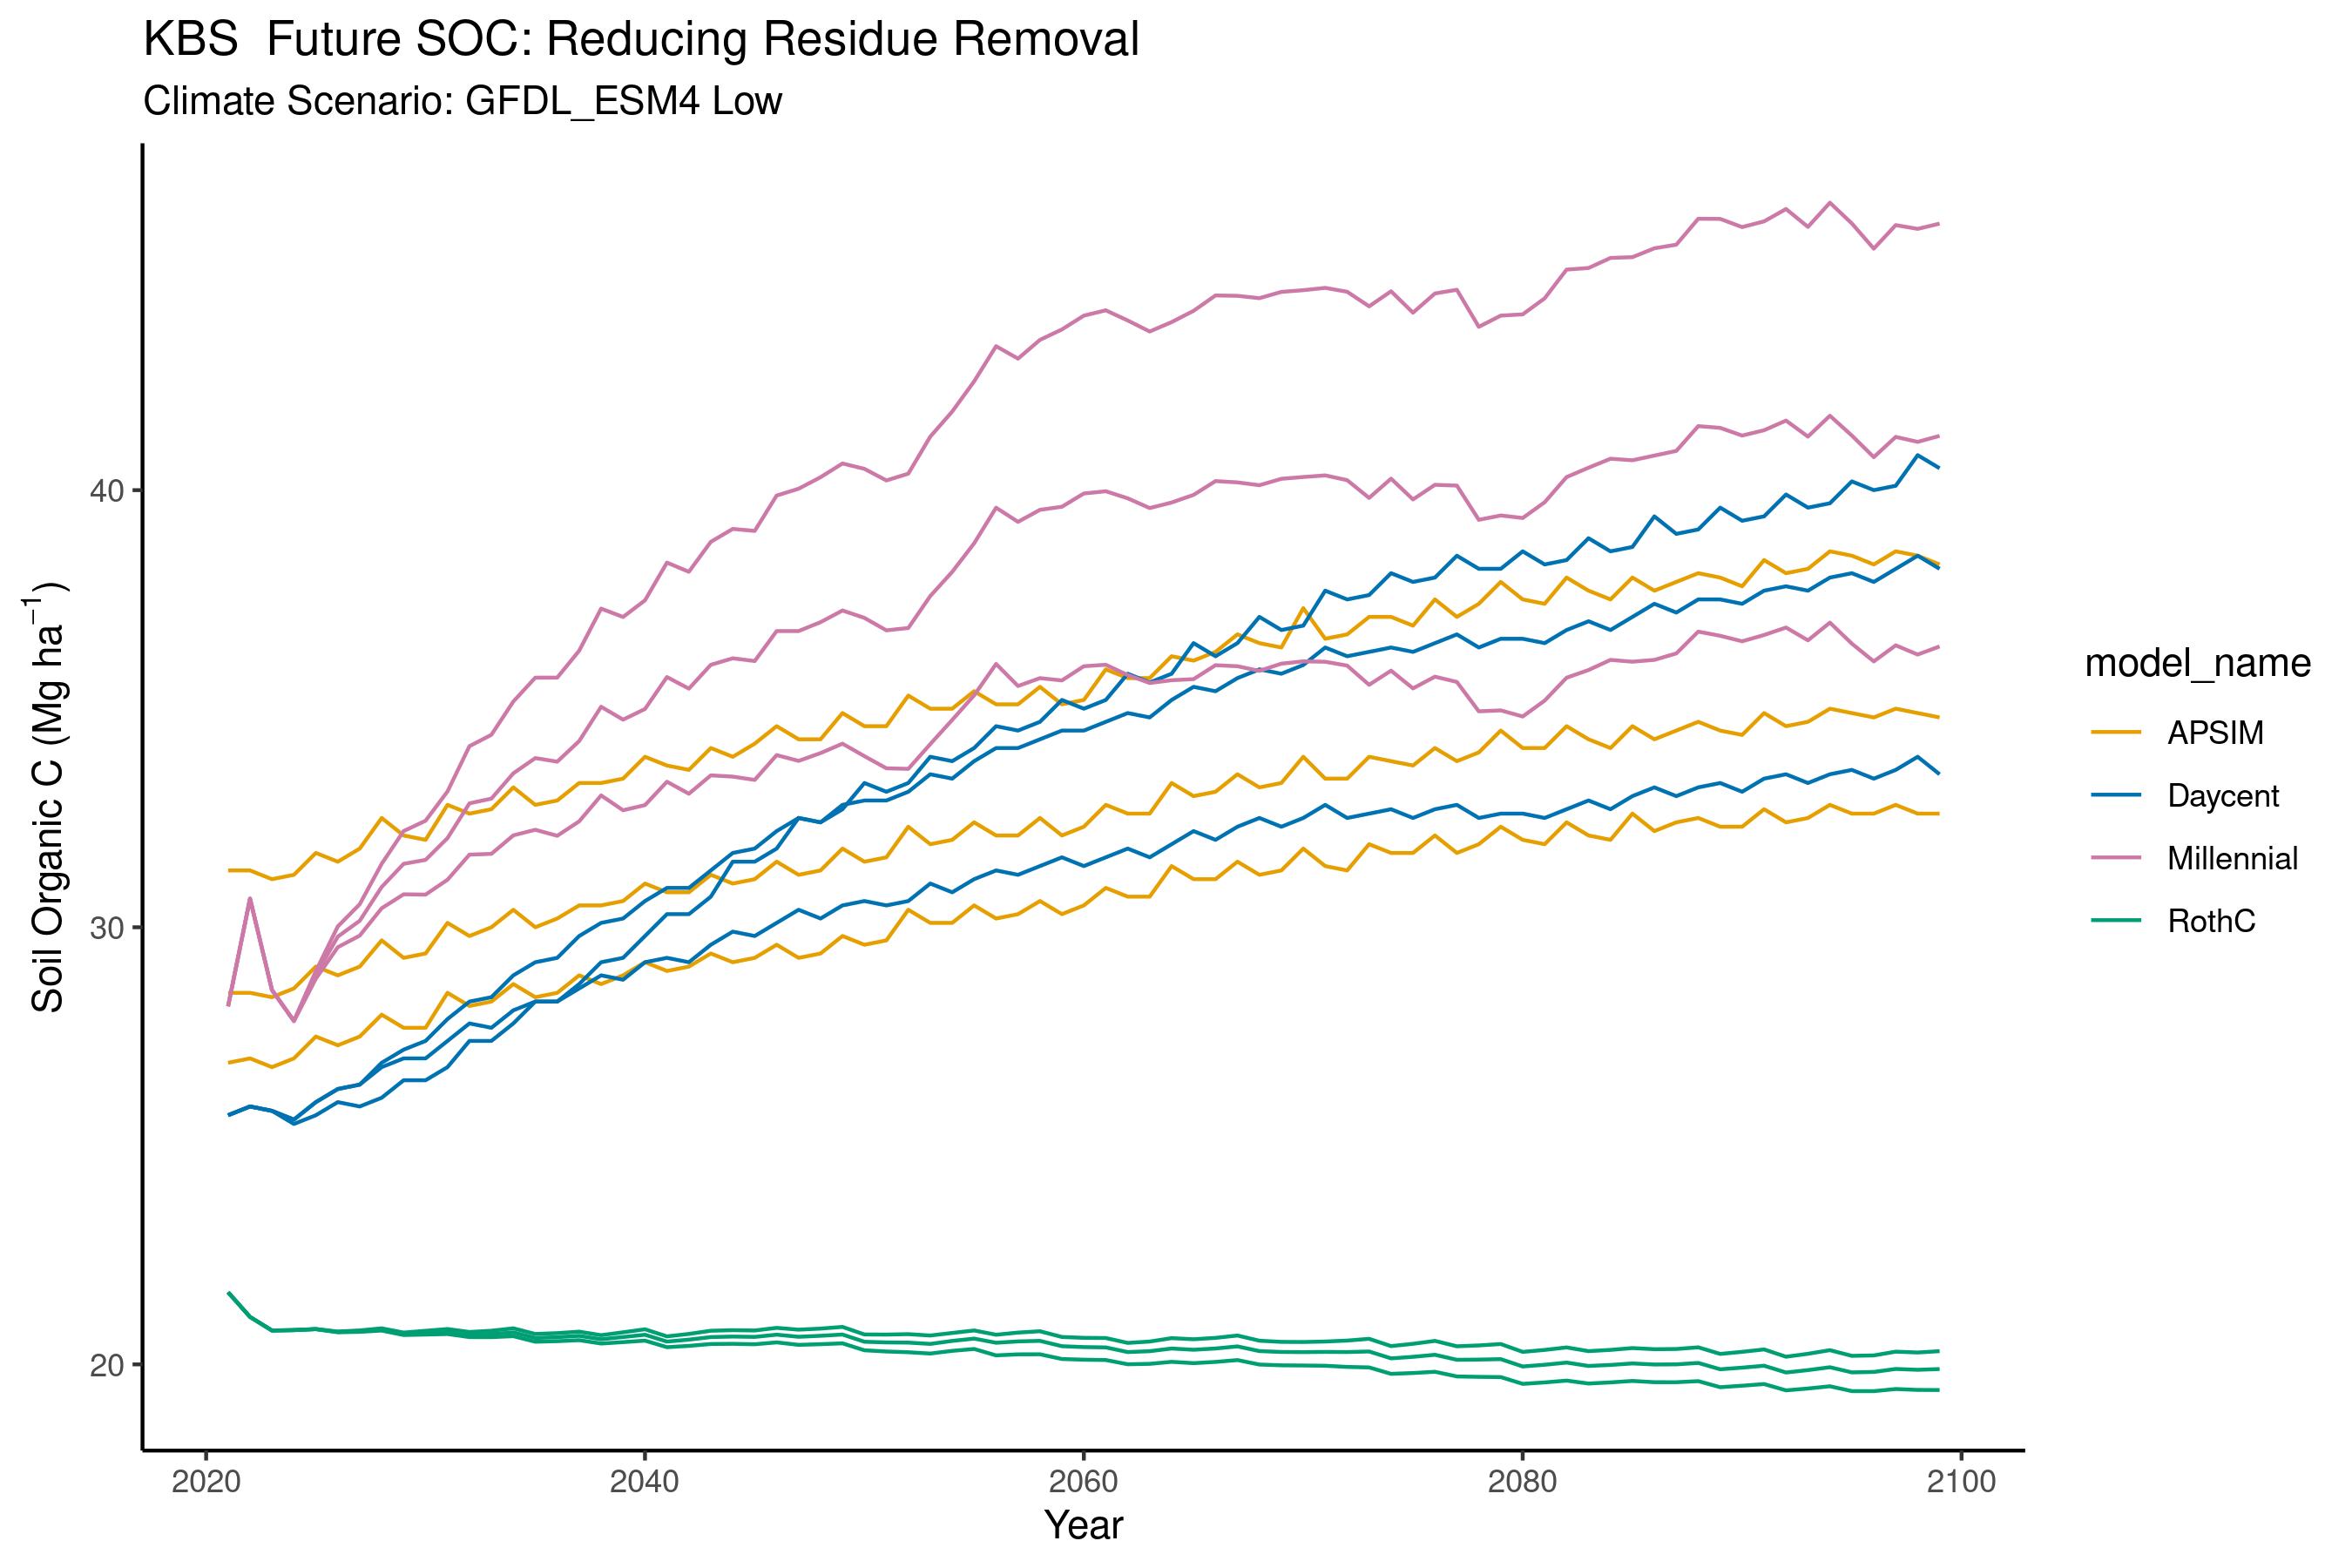 KBS  Future SOC: Reducing Residue Removal
Climate Scenario: GFDL_ESM4 Low
Soil Organic C (Mg ha⁻¹)
40
30
20
2020 2040 2060 2080 2100
Year
model_name
APSIM
Daycent
Millennial
RothC